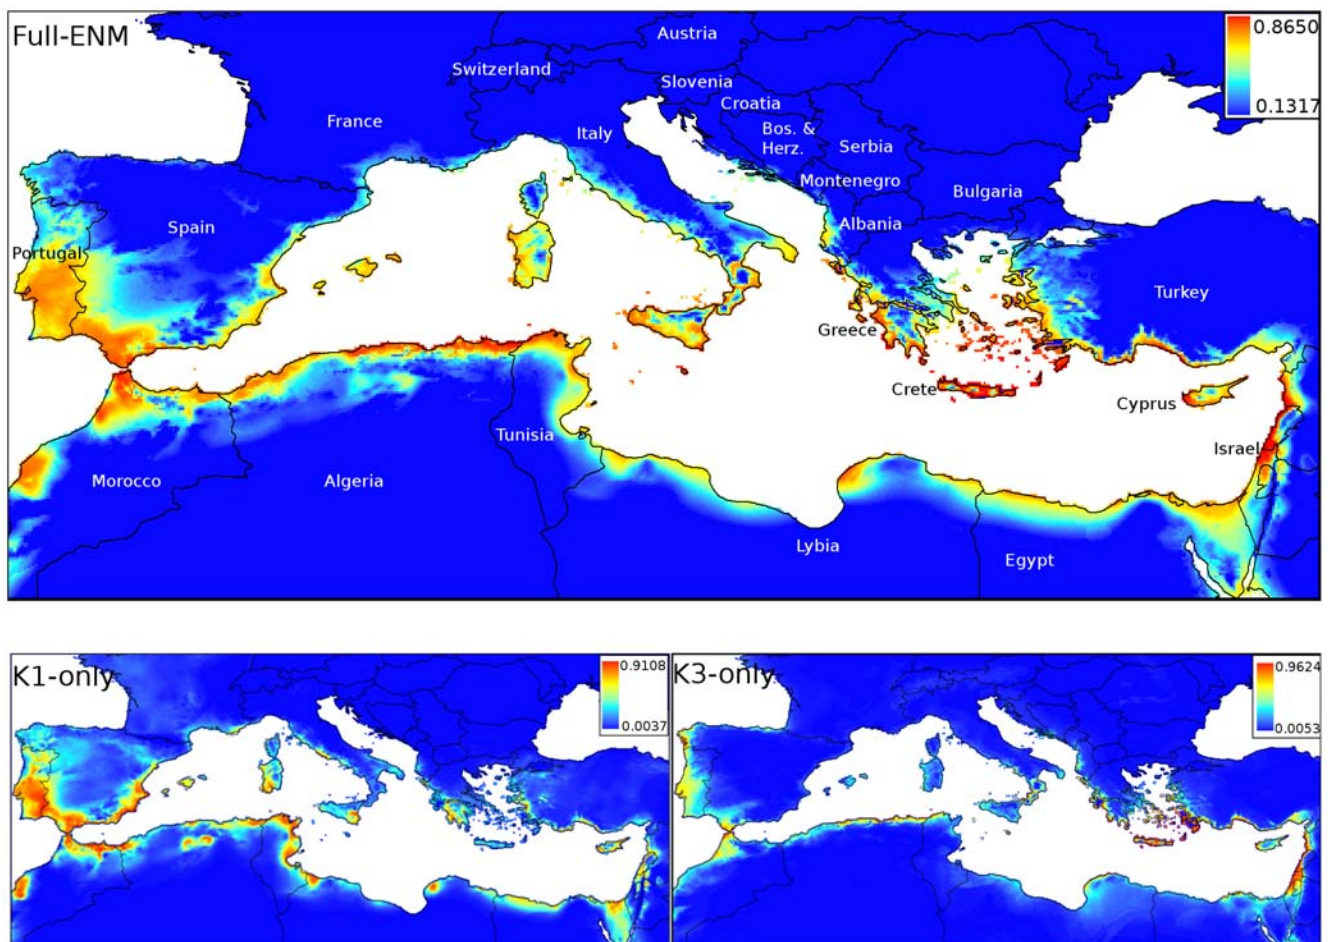 Full-ENM
0.8650
0.1317
Austria
Switzerland
Slovenia
Croatia
France
Italy
Bos. &
Herz.
Serbia
Montenegro
Bulgaria
Spain
Albania
Portugal
Turkey
Greece
Crete
Cyprus
Tunisia
Israel
Morocco
Algeria
Lybia
Egypt
K1-only
0.9108
0.0037
K3-only
0.9624
0.0053